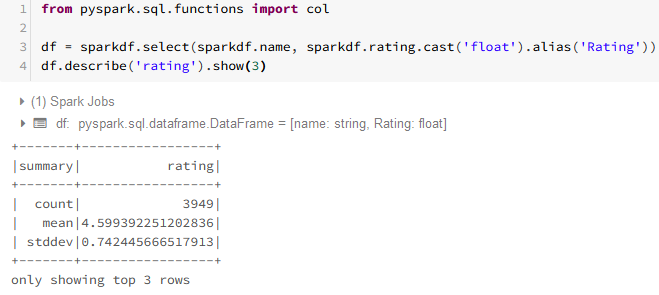 1 from pyspark.sql.functions import col
2
3 df = sparkdf.select(sparkdf.name, sparkdf.rating.cast('float').alias('Rating'))
4 df.describe('rating').show(3)
(1) Spark Jobs
df: pyspark.sql.dataframe.DataFrame = [name: string, Rating: float]
+-------+-----------------+
|summary|           rating|
+-------+-----------------+
|  count|             3949|
|   mean|4.599392251202836|
| stddev|0.742445666517913|
+-------+-----------------+
only showing top 3 rows